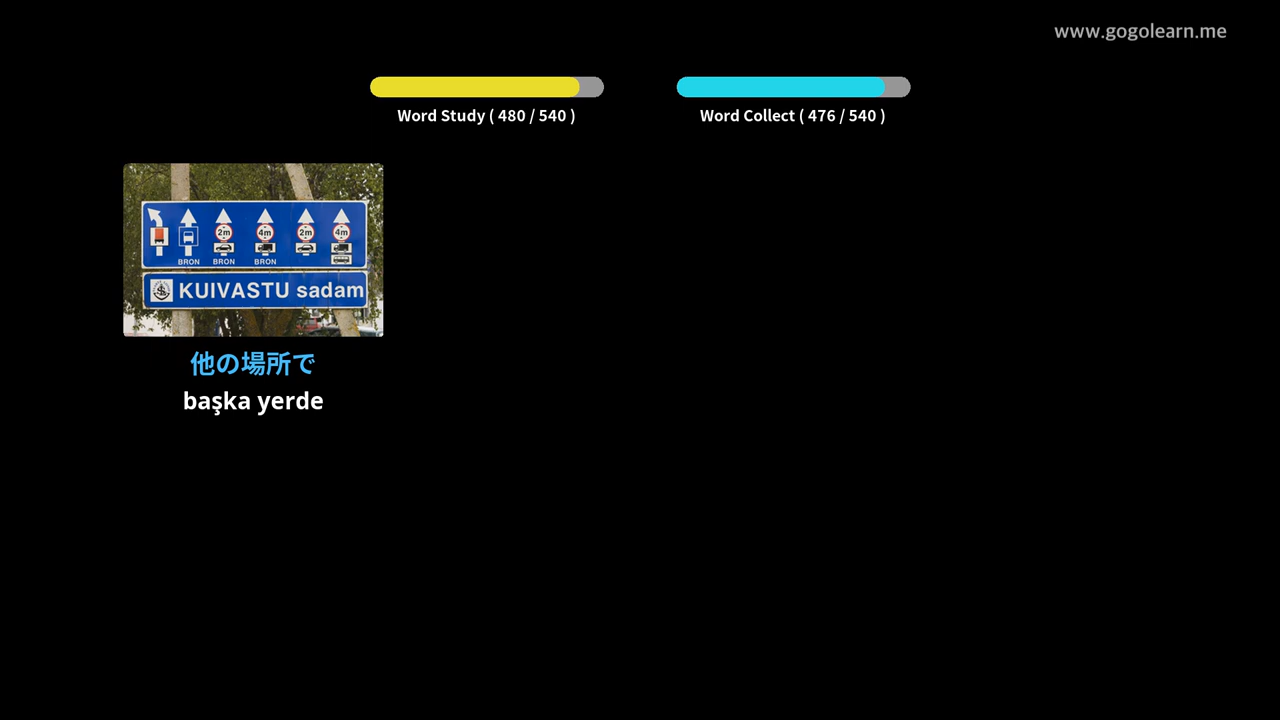 www.gogolearn.me
Word Study ( 480 / 540 )
Word Collect ( 476 / 540 )
2m 4m 2m 4m
BRON BRON BRON
KUIVASTU sadam
他の場所で
başka yerde